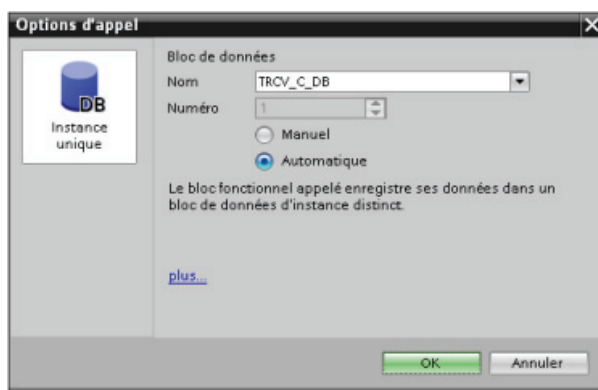 Options d'appel
DB
Instance
unique
Bloc de données
Nom
TRCV_C_DB
Numéro
1
Manuel
Automatique
Le bloc fonctionnel appelé enregistre ses données dans un
bloc de données d'instance distinct.
plus...
OK
Annuler